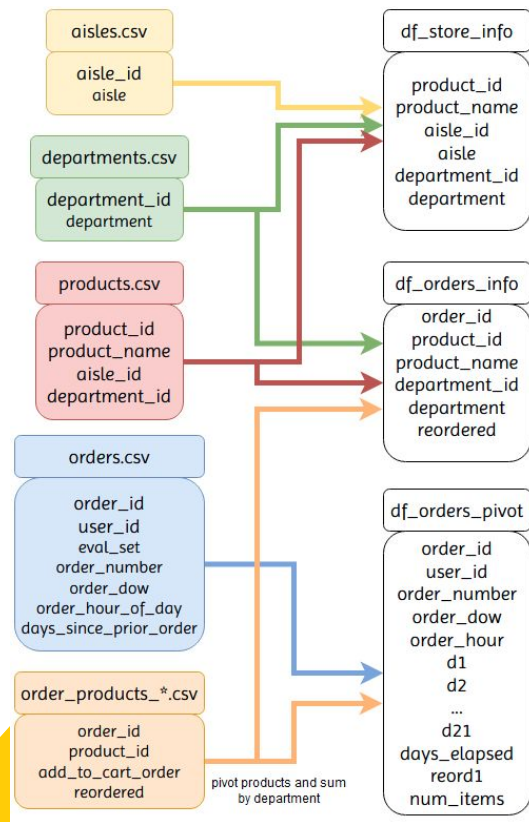 aisles.csv
aisle_id
aisle
departments.csv
department_id
department
products.csv
product_id
product_name
aisle_id
department_id
orders.csv
order_id
user_id
eval_set
order_number
order_dow
order_hour_of_day
days_since_prior_order
order_products_*.csv
order_id
product_id
add_to_cart_order
reordered
pivot products and sum
by department
df_store_info
product_id
product_name
aisle_id
aisle
department_id
department
df_orders_info
order_id
product_id
product_name
department_id
department
reordered
df_orders_pivot
order_id
user_id
order_number
order_dow
order_hour
d1
d2
...
d21
days_elapsed
reord1
num_items